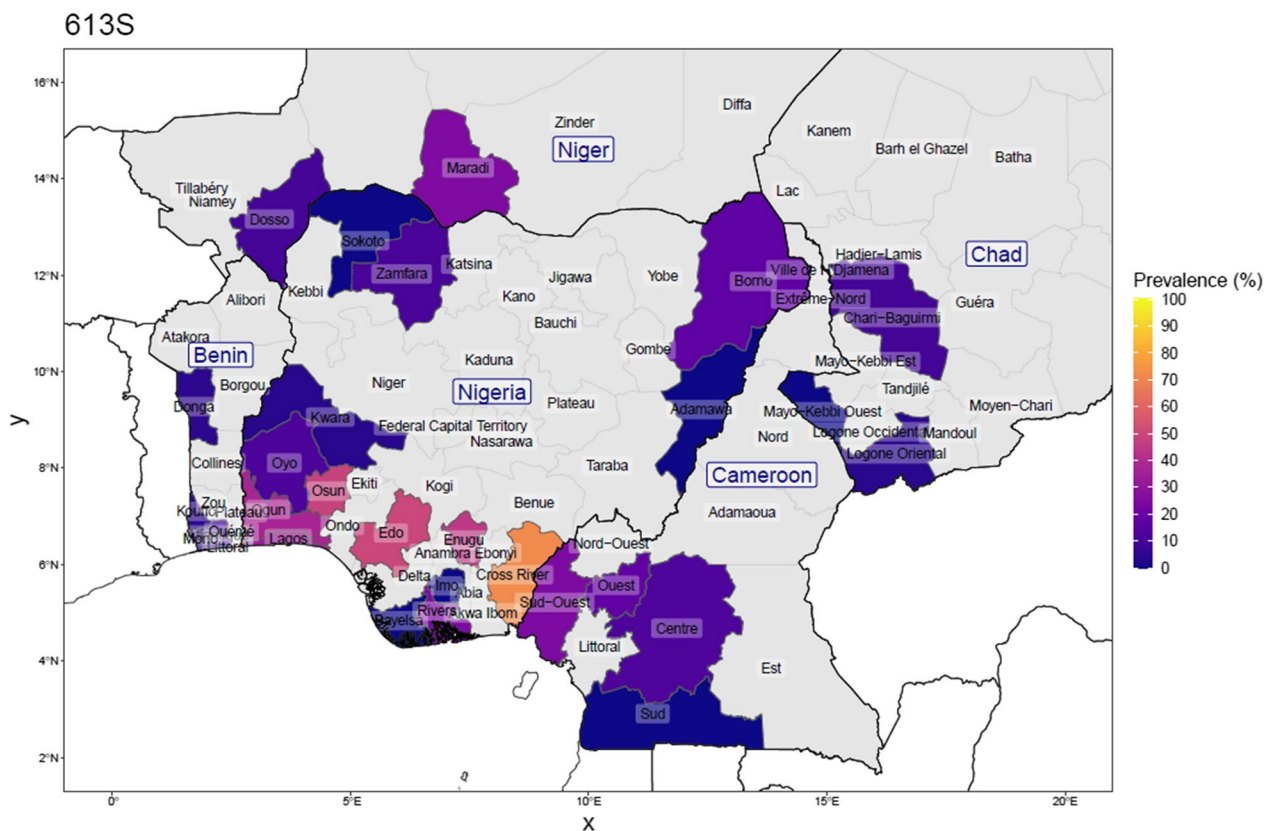 613S
16°N
14°N
12°N
10°N
8°N
6°N
4°N
2°N
y
0°
5°E
10°E
15°E
20°E
x
Diffa
Zinder
Niger
Kanem
Barh el Ghazel
Batha
Maradi
Tillabéry
Niamey
Lac
Dosso
Sokoto
Hadjer−Lamis
Chad
Zamfara
Katsina
Jigawa
Yobe
Borno
Ville de N'Djamena
Kebbi
Alibori
Kano
Extrême−Nord
Guéra
Chari−Baguirmi
Bauchi
Atakora
Benin
Gombe
Kaduna
Mayo−Kebbi Est
Borgou
Niger
Nigeria
Tandjilé
Donga
Kwara
Plateau
Adamawa
Mayo−Kebbi Ouest
Moyen−Chari
Federal Capital Territory
Nasarawa
Nord
Logone Occident
Mandoul
Logone Oriental
Collines
Oyo
Taraba
Cameroon
Osun
Ekiti
Kogi
Zou
Kouffo
Plateau
Ogun
Benue
Adamaoua
Ouémé
Lagos
Ondo
Edo
Enugu
Littoral
Anambra
Ebonyi
Nord−Ouest
Delta
Imo
Abia
Cross River
Ouest
Bayelsa
Rivers
Akwa Ibom
Sud−Ouest
Littoral
Centre
Est
Sud
Prevalence (%)
100
90
80
70
60
50
40
30
20
10
0